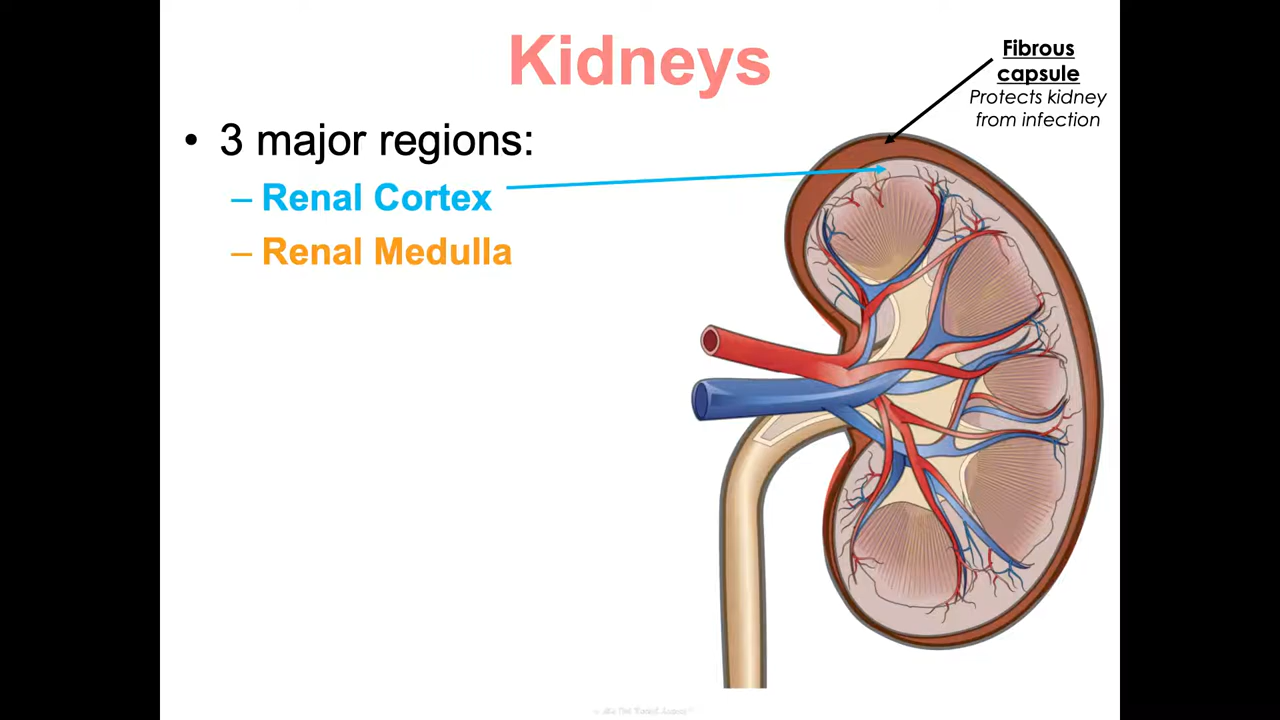 Kidneys
Fibrous
capsule
Protects kidney
from infection
• 3 major regions:
– Renal Cortex
– Renal Medulla